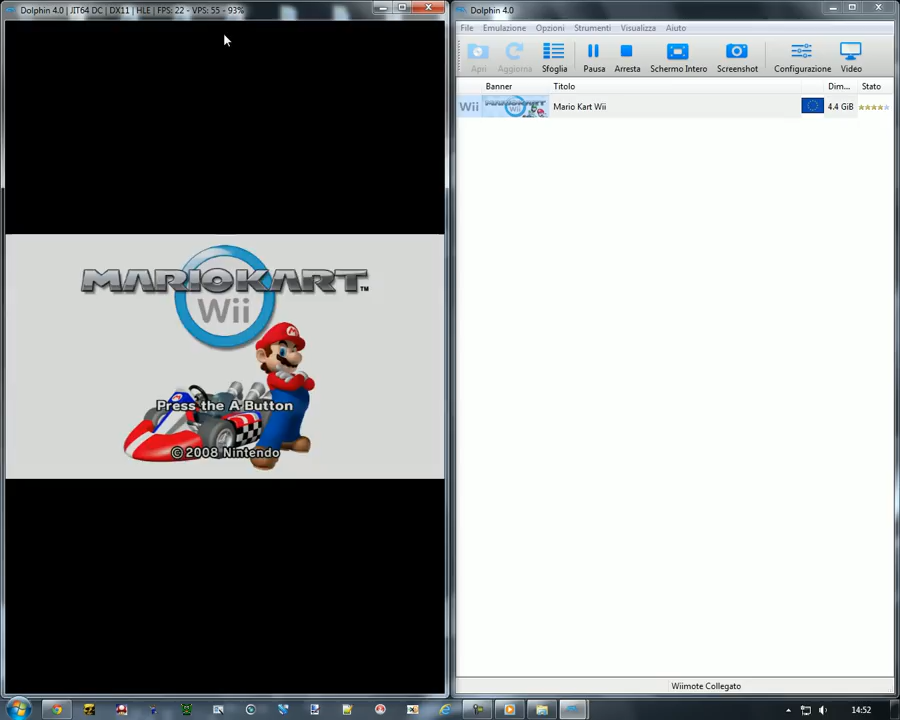 Dolphin 4.0 | JIT64 DC | DX11 | HLE | FPS: 22 - VPS: 55 - 93%
MARIOKART™
Wii
Press the A Button
© 2008 Nintendo
Dolphin 4.0
File Emulazione Opzioni Strumenti Visualizza Aiuto
Apri Aggiorna Sfoglia Pausa Arresta Schermo Intero Screenshot Configurazione Video
Banner Titolo Dim... Stato
Wii MARIOKART Mario Kart Wii 4.4 GiB
Wiimote Collegato
14:52